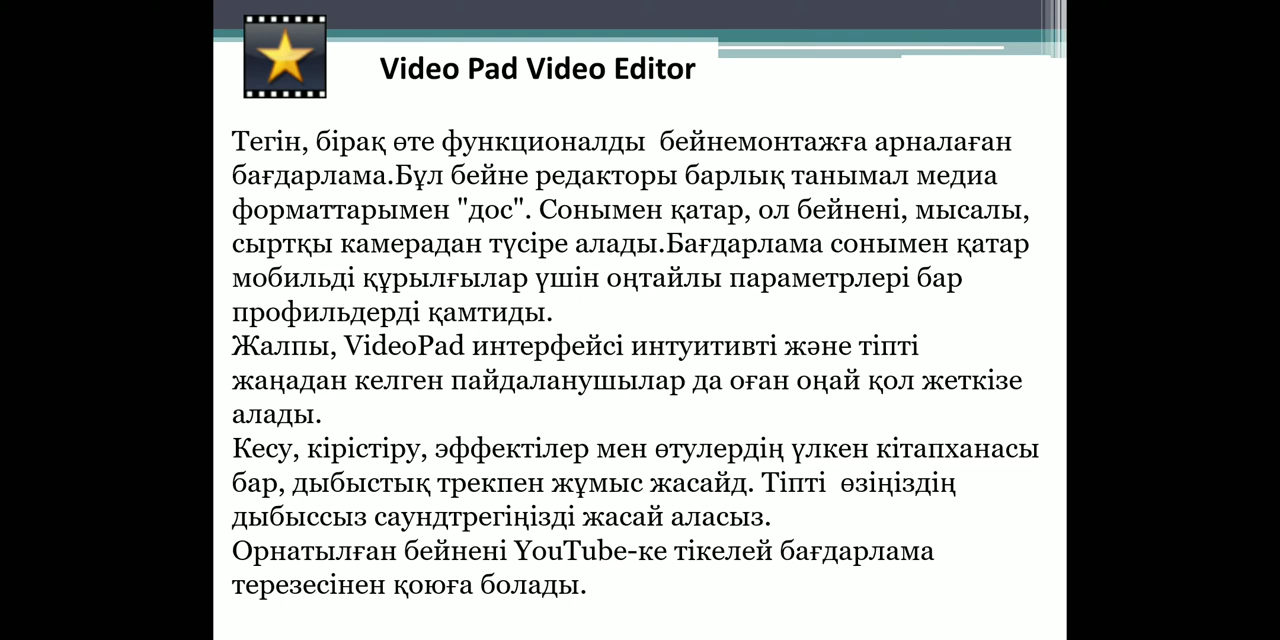 Video Pad Video Editor
Тегін, бірақ өте функционалды  бейнемонтажға арналаған
бағдарлама.Бұл бейне редакторы барлық танымал медиа
форматтарымен "дос". Сонымен қатар, ол бейнені, мысалы,
сыртқы камерадан түсіре алады.Бағдарлама сонымен қатар
мобильді құрылғылар үшін оңтайлы параметрлері бар
профильдерді қамтиды.
Жалпы, VideoPad интерфейсі интуитивті және тіпті
жаңадан келген пайдаланушылар да оған оңай қол жеткізе
алады.
Кесу, кірістіру, эффектілер мен өтулердің үлкен кітапханасы
бар, дыбыстық трекпен жұмыс жасайд. Тіпті  өзіңіздің
дыбыссыз саундтрегіңізді жасай аласыз.
Орнатылған бейнені YouTube-ке тікелей бағдарлама
терезесінен қоюға болады.